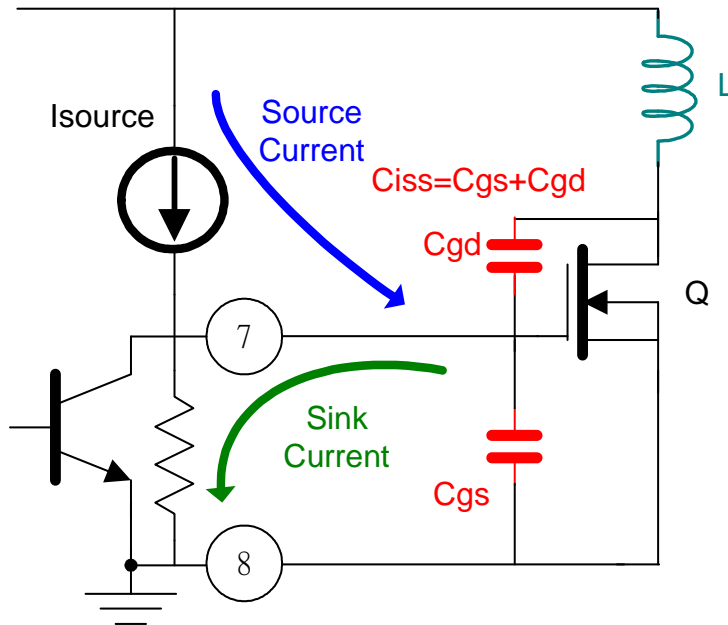 Isource
Source
Current
L
Ciss=Cgs+Cgd
Cgd
Q
7
Sink
Current
Cgs
8